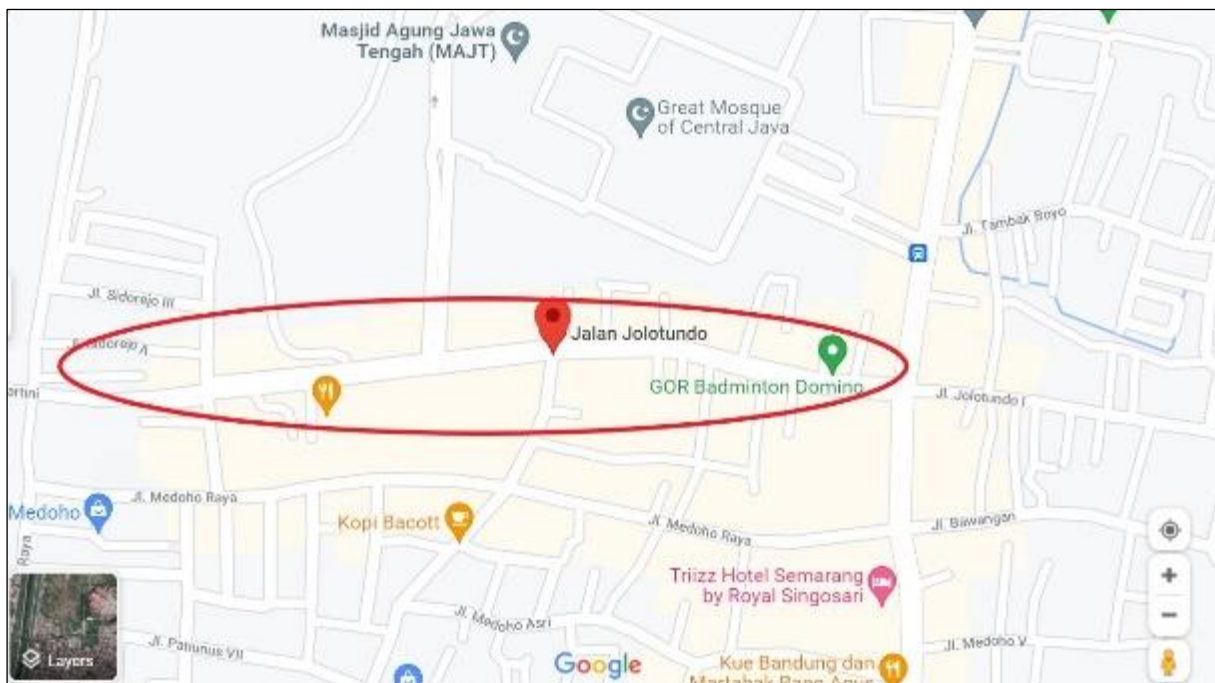 Masjid Agung Jawa
Tengah (MAJT)
Great Mosque
of Central Java
Jl. Tambak Boyo
Jl. Sidorejo III
Jalan Jolotundo
GOR Badminton Domino
Jl. Jolotundo I
Jl. Medoho Raya
Medoho
Kopi Bacott
Jl. Medoho Raya
Jl. Bawangan
Raya
Triizz Hotel Semarang
by Royal Singosari
Jl. Medoho Asri
Jl. Patiunus VII
Layers
Google
Jl. Medoho V
Kue Bandung dan